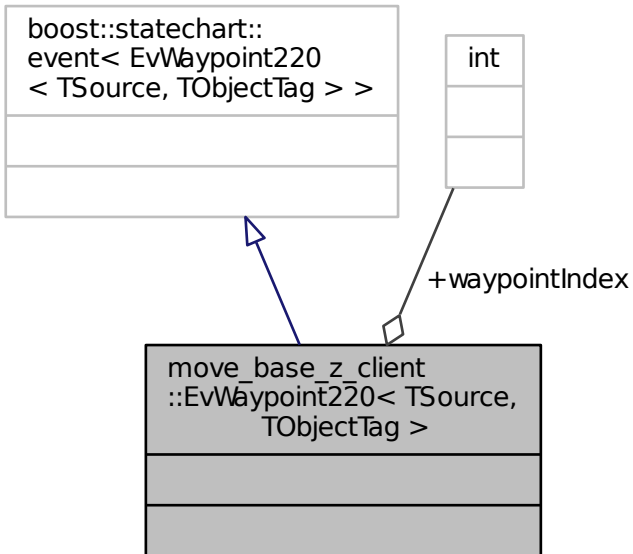 boost::statechart::
event< EvWaypoint220
< TSource, TObjectTag > >
int
+waypointIndex
move_base_z_client
::EvWaypoint220< TSource,
TObjectTag >